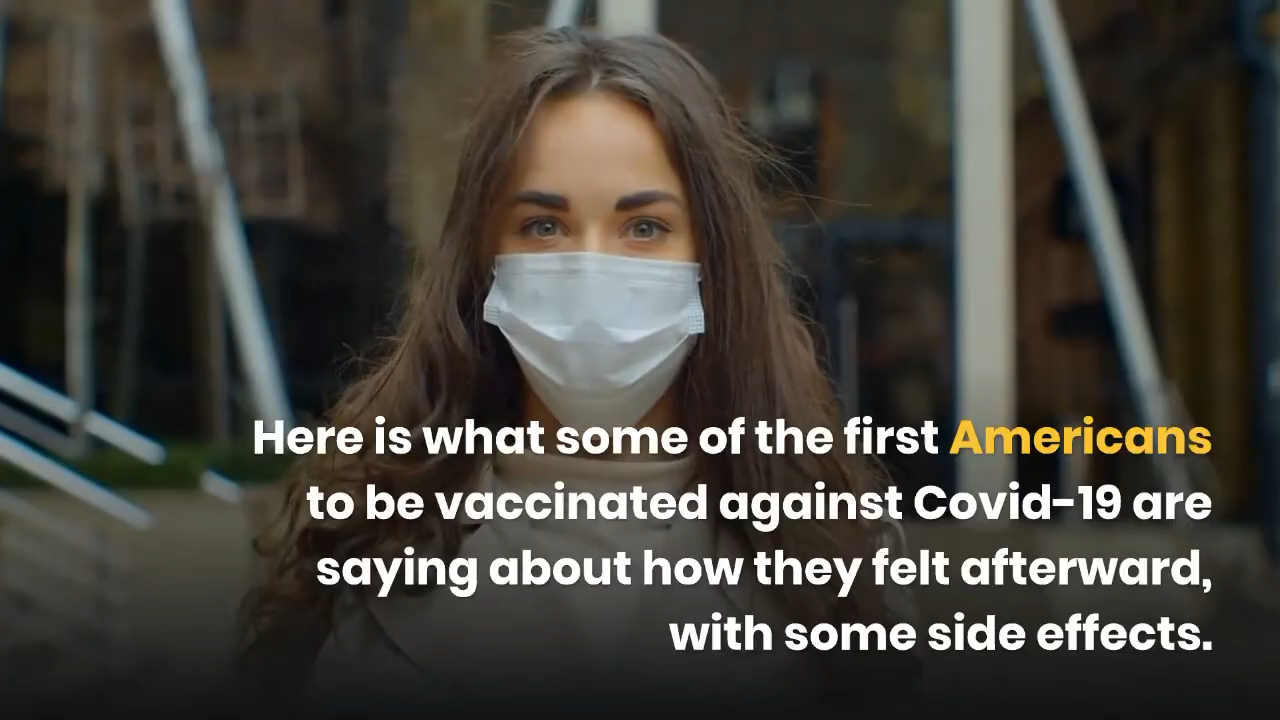 Here is what some of the first Americans
to be vaccinated against Covid-19 are
saying about how they felt afterward,
with some side effects.